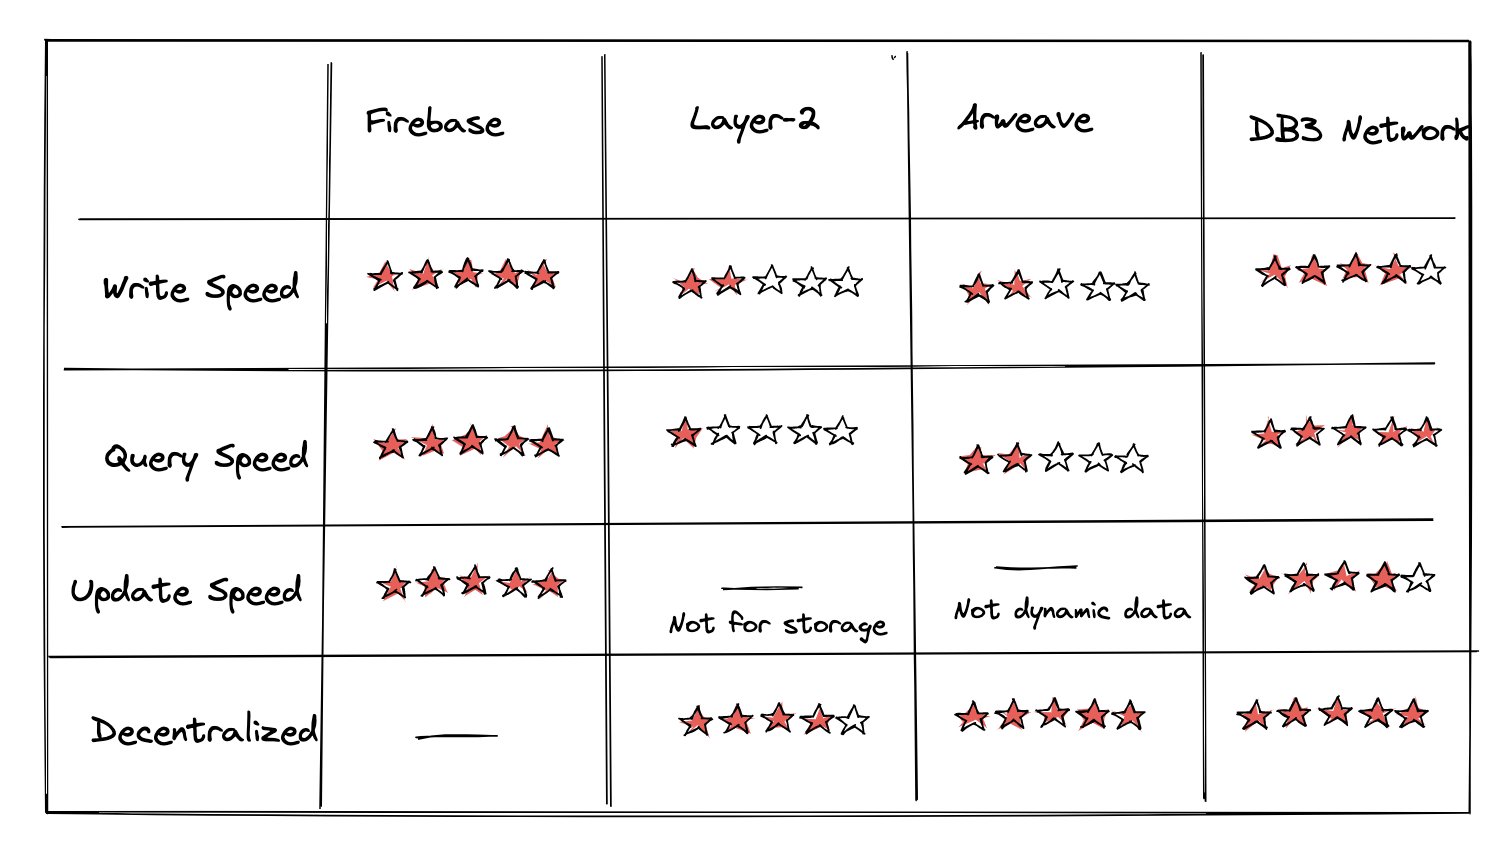 Firebase
Layer-2
Arweave
DB3 Network
Write Speed
Query Speed
Update Speed
Not for storage
Not dynamic data
Decentralized